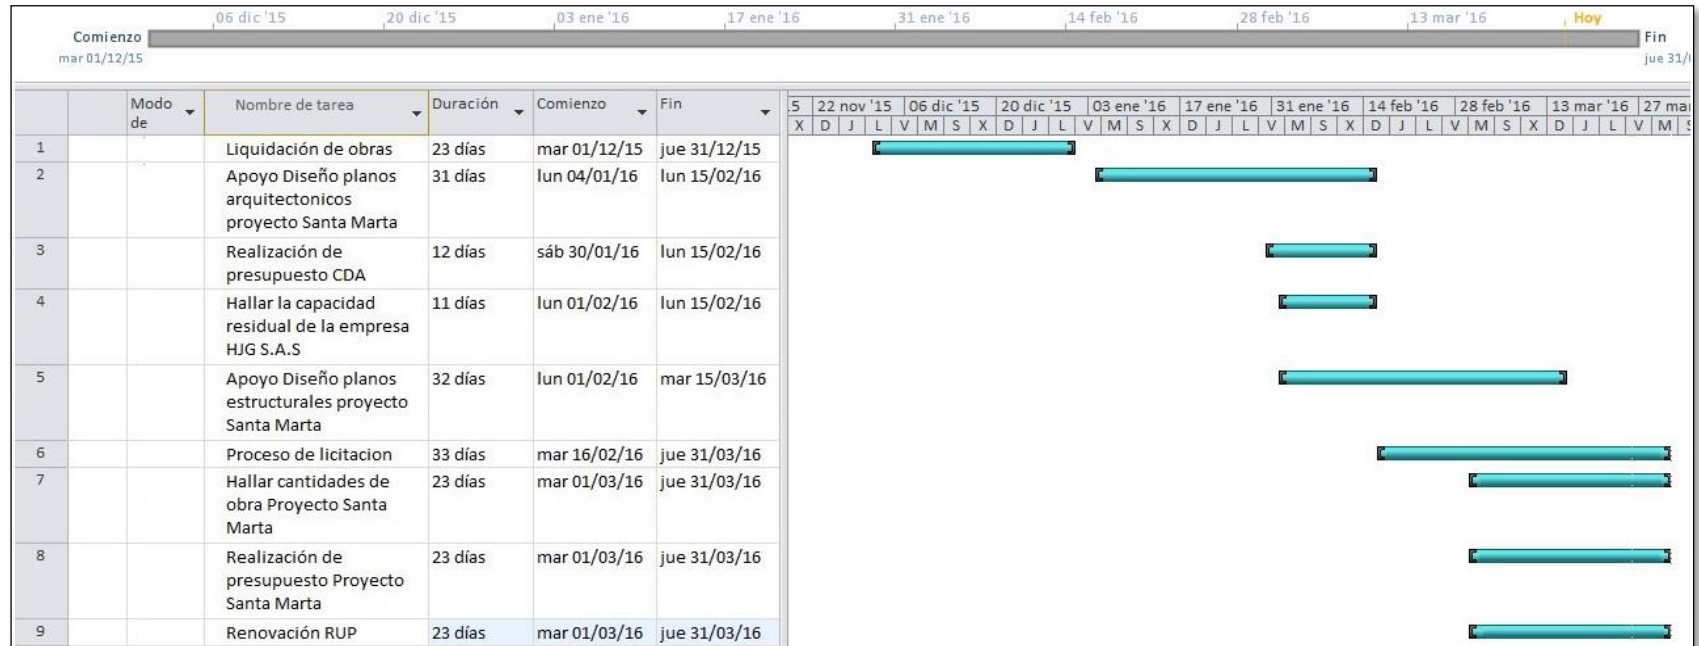 06 dic '15 20 dic '15 03 ene '16 17 ene '16 31 ene '16 14 feb '16 28 feb '16 13 mar '16 Hoy
Comienzo Fin
mar 01/12/15 jue 31/
Modo de Nombre de tarea Duración Comienzo Fin
22 nov '15 06 dic '15 20 dic '15 03 ene '16 17 ene '16 31 ene '16 14 feb '16 28 feb '16 13 mar '16 27 mar
X D J L V M S X D J L V M S X D J L V M S X D J L V M S X D J L V M
1 Liquidación de obras 23 días mar 01/12/15 jue 31/12/15
2 Apoyo Diseño planos 31 días lun 04/01/16 lun 15/02/16
arquitectonicos
proyecto Santa Marta
3 Realización de 12 días sáb 30/01/16 lun 15/02/16
presupuesto CDA
4 Hallar la capacidad 11 días lun 01/02/16 lun 15/02/16
residual de la empresa
HJG S.A.S
5 Apoyo Diseño planos 32 días lun 01/02/16 mar 15/03/16
estructurales proyecto
Santa Marta
6 Proceso de licitacion 33 días mar 16/02/16 jue 31/03/16
7 Hallar cantidades de 23 días mar 01/03/16 jue 31/03/16
obra Proyecto Santa
Marta
8 Realización de 23 días mar 01/03/16 jue 31/03/16
presupuesto Proyecto
Santa Marta
9 Renovación RUP 23 días mar 01/03/16 jue 31/03/16